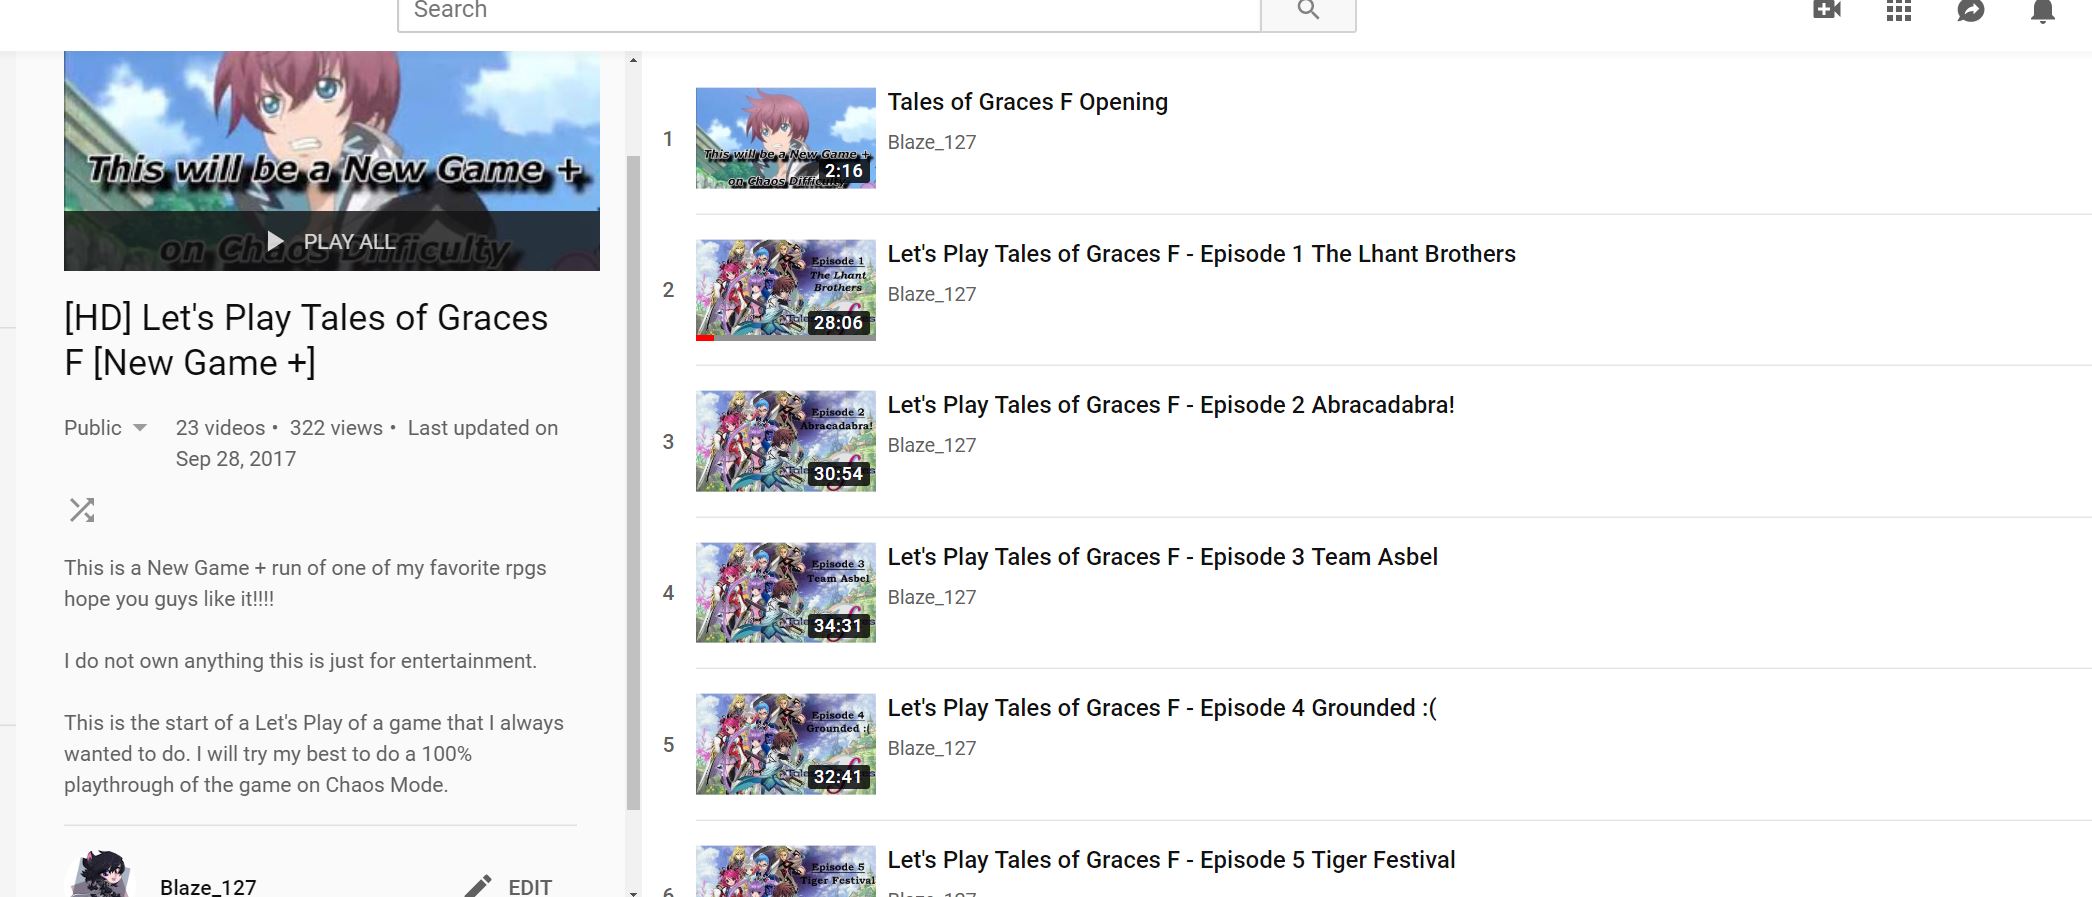 Search
This will be a New Game +
on Chaos Difficulty
PLAY ALL
[HD] Let's Play Tales of Graces
F [New Game +]
Public
23 videos • 322 views • Last updated on
Sep 28, 2017
This is a New Game + run of one of my favorite rpgs
hope you guys like it!!!!
I do not own anything this is just for entertainment.
This is the start of a Let's Play of a game that I always
wanted to do. I will try my best to do a 100%
playthrough of the game on Chaos Mode.
Blaze_127
EDIT
1
This will be a New Game +
on Chaos Difficulty
2:16
Tales of Graces F Opening
Blaze_127
2
Episode 1
The Lhant
Brothers
28:06
Let's Play Tales of Graces F - Episode 1 The Lhant Brothers
Blaze_127
3
Episode 2
Abracadabra!
30:54
Let's Play Tales of Graces F - Episode 2 Abracadabra!
Blaze_127
4
Episode 3
Team Asbel
34:31
Let's Play Tales of Graces F - Episode 3 Team Asbel
Blaze_127
5
Episode 4
Grounded :(
32:41
Let's Play Tales of Graces F - Episode 4 Grounded :(
Blaze_127
6
Episode 5
Tiger Festival
Let's Play Tales of Graces F - Episode 5 Tiger Festival
Blaze_127